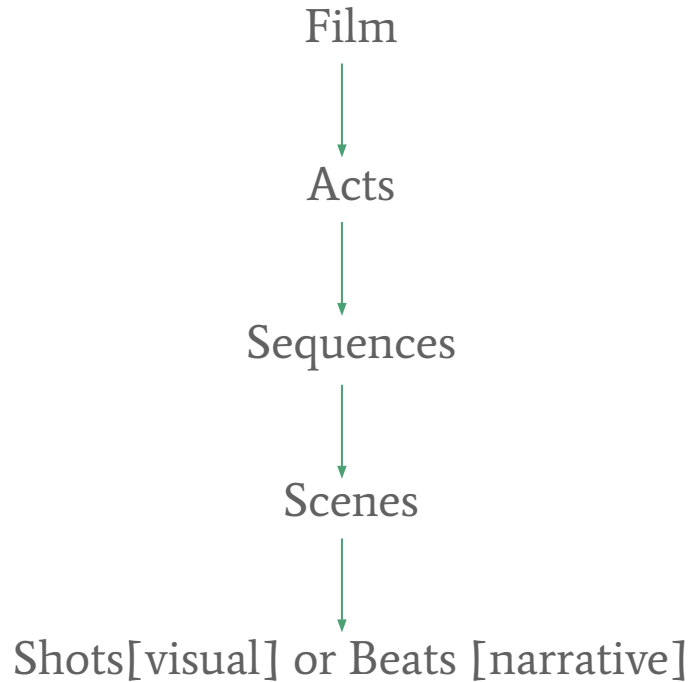 Film
Acts
Sequences
Scenes
Shots[visual] or Beats [narrative]